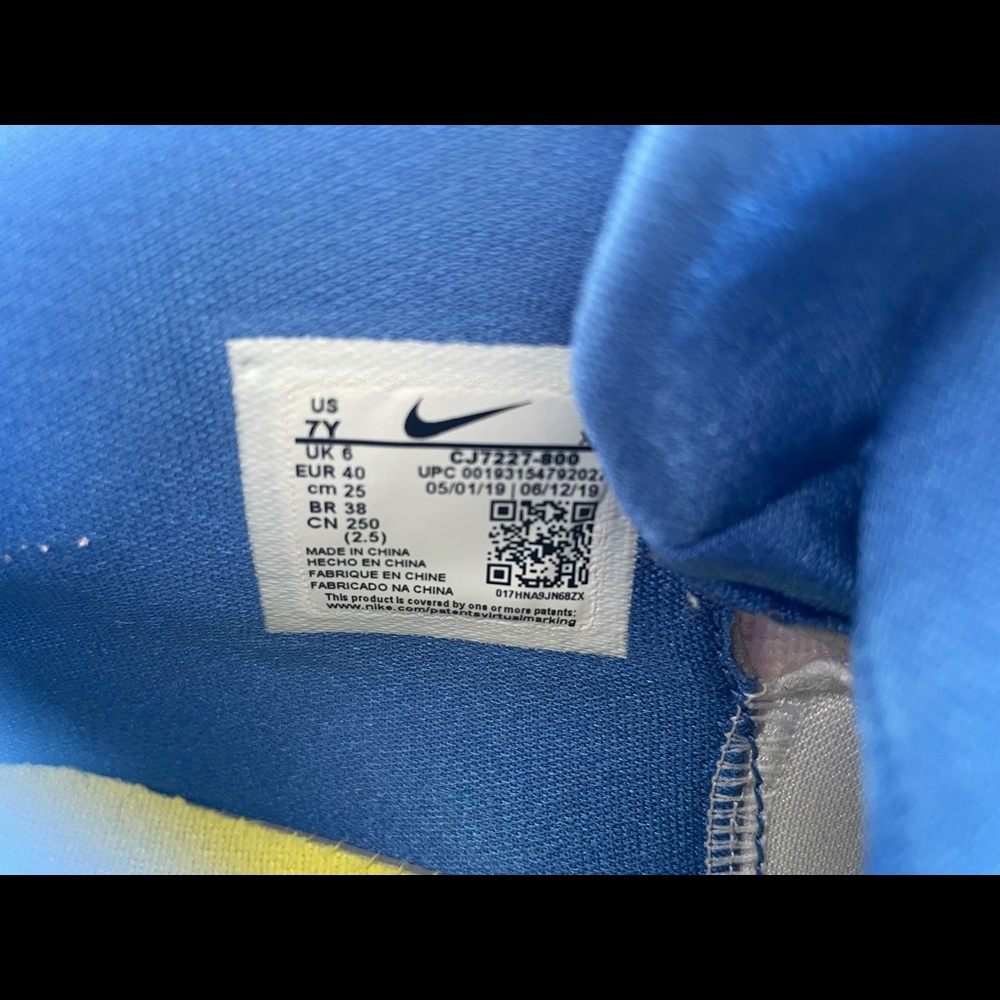 US
7Y
UK 6
EUR 40
cm 25
BR 38
CN 250
(2.5)
CJ7227-800
UPC 00193154792027
05/01/19 | 06/12/19
017HNA9JN68ZX
MADE IN CHINA
HECHO EN CHINA
FABRIQUE EN CHINE
FABRICADO NA CHINA
This product is covered by one or more patents:
www.nike.com/patentsvirtualmarking